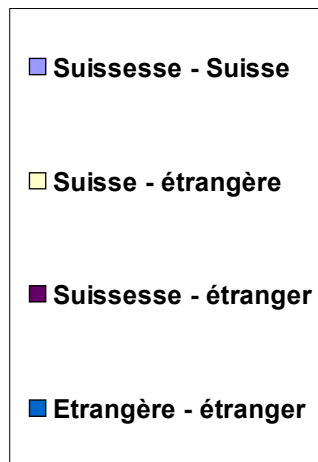 Suissesse - Suisse
Suisse - étrangère
Suissesse - étranger
Etrangère - étranger